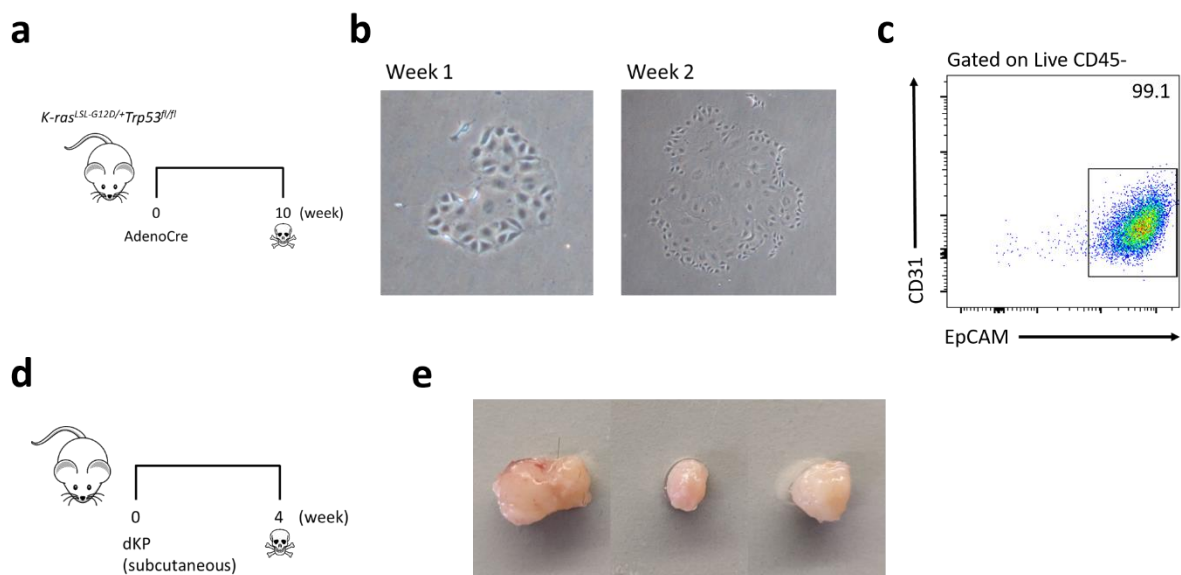 a
K-ras^LSL-G12D/+ Trp53^fl/fl
0
10 (week)
AdenoCre
b
Week 1
Week 2
c
Gated on Live CD45-
99.1
CD31
EpCAM
d
0
4 (week)
dKP
(subcutaneous)
e